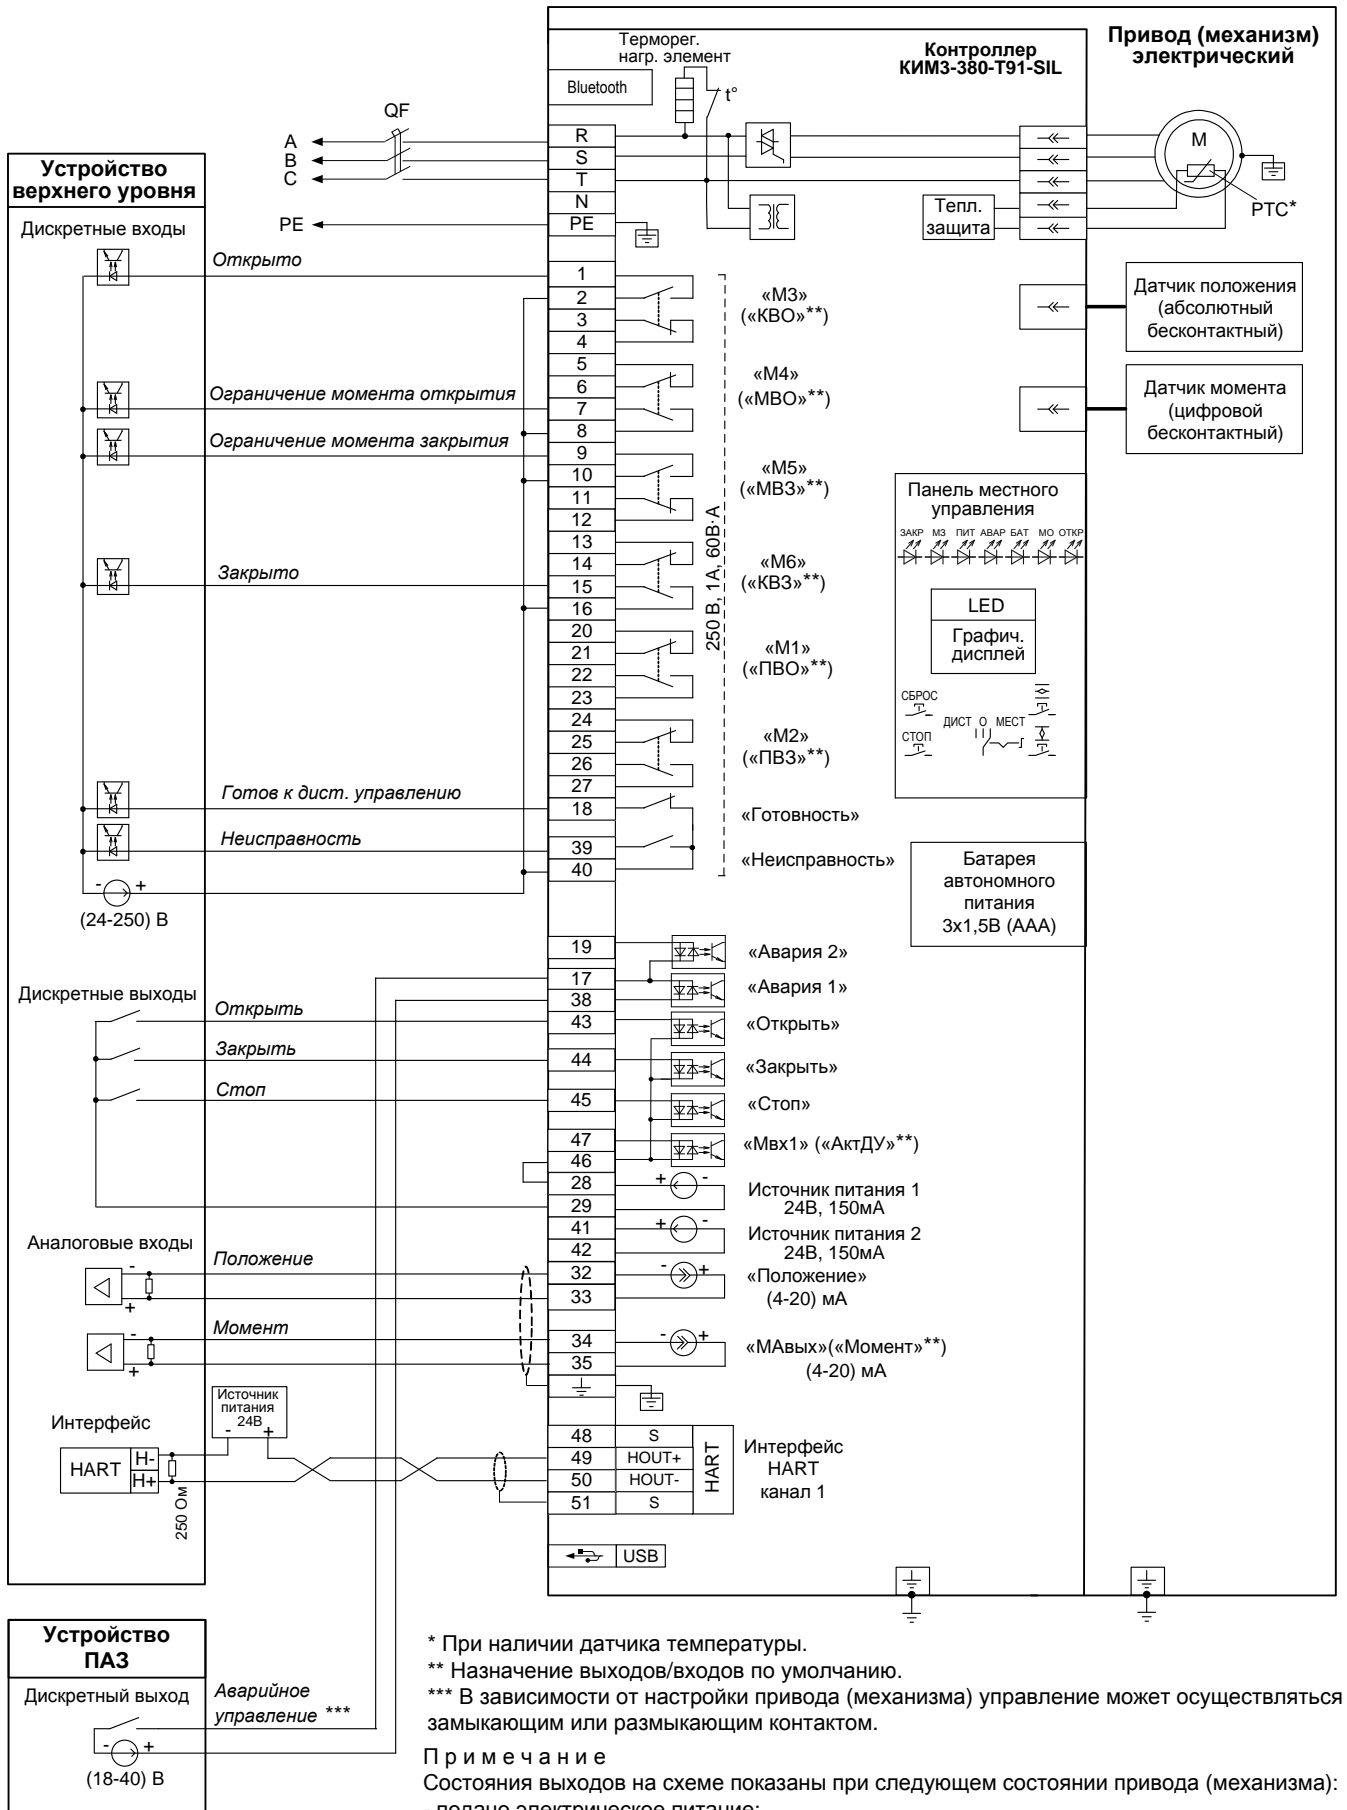 Привод (механизм)
электрический
Контроллер
КИМ3-380-Т91-SIL
Терморег.
нагр. элемент
t°
Bluetooth
QF
A
B
C
PE
R
S
T
N
PE
M
PTC*
Тепл.
защита
Устройство
верхнего уровня
Дискретные входы
Открыто
Ограничение момента открытия
Ограничение момента закрытия
Закрыто
Готов к дист. управлению
Неисправность
- +
(24-250) В
1
2
3
4
5
6
7
8
9
10
11
12
13
14
15
16
20
21
22
23
24
25
26
27
18
39
40
«М3»
(«КВО»**)
«М4»
(«МВО»**)
«М5»
(«МВЗ»**)
«М6»
(«КВЗ»**)
«М1»
(«ПВО»**)
«М2»
(«ПВЗ»**)
«Готовность»
«Неисправность»
250 В, 1А, 60В·А
Датчик положения
(абсолютный
бесконтактный)
Датчик момента
(цифровой
бесконтактный)
Панель местного
управления
ЗАКР МЗ ПИТ АВАР БАТ МО ОТКР
LED
Графич.
дисплей
СБРОС
СТОП
ДИСТ О МЕСТ
Батарея
автономного
питания
3х1,5В (ААА)
Дискретные выходы
Открыть
Закрыть
Стоп
19
17
38
43
44
45
47
46
28
29
41
42
32
33
34
35
«Авария 2»
«Авария 1»
«Открыть»
«Закрыть»
«Стоп»
«Мвх1» («АктДУ»**)
+ -
Источник питания 1
24В, 150мА
+ -
Источник питания 2
24В, 150мА
- +
«Положение»
(4-20) мА
- +
«МАвых»(«Момент»**)
(4-20) мА
Аналоговые входы
Положение
-
+
Момент
-
+
Источник
питания
24В
- +
Интерфейс
HART
H-
H+
250 Ом
48 S
49 HOUT+
50 HOUT-
51 S
HART
Интерфейс
HART
канал 1
USB
Устройство
ПАЗ
Дискретный выход
Аварийное
управление ***
- +
(18-40) В
* При наличии датчика температуры.
** Назначение выходов/входов по умолчанию.
*** В зависимости от настройки привода (механизма) управление может осуществляться
замыкающим или размыкающим контактом.
П р и м е ч а н и е
Состояния выходов на схеме показаны при следующем состоянии привода (механизма):
- подано электрическое питание;